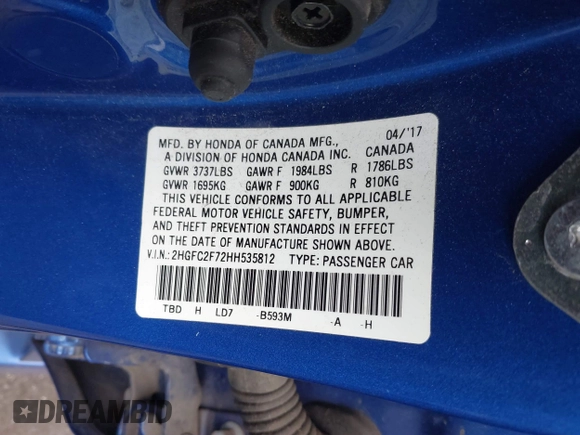 MFD. BY HONDA OF CANADA MFG., 04/'17
A DIVISION OF HONDA CANADA INC. CANADA
GVWR 3737LBS GAWR F 1984LBS R 1786LBS
GVWR 1695KG GAWR F 900KG R 810KG
THIS VEHICLE CONFORMS TO ALL APPLICABLE
FEDERAL MOTOR VEHICLE SAFETY, BUMPER,
AND THEFT PREVENTION STANDARDS IN EFFECT
ON THE DATE OF MANUFACTURE SHOWN ABOVE.
V.I.N.: 2HGFC2F72HH535812 TYPE: PASSENGER CAR
TBD H LD7 -B593M -A -H
DREAMBID